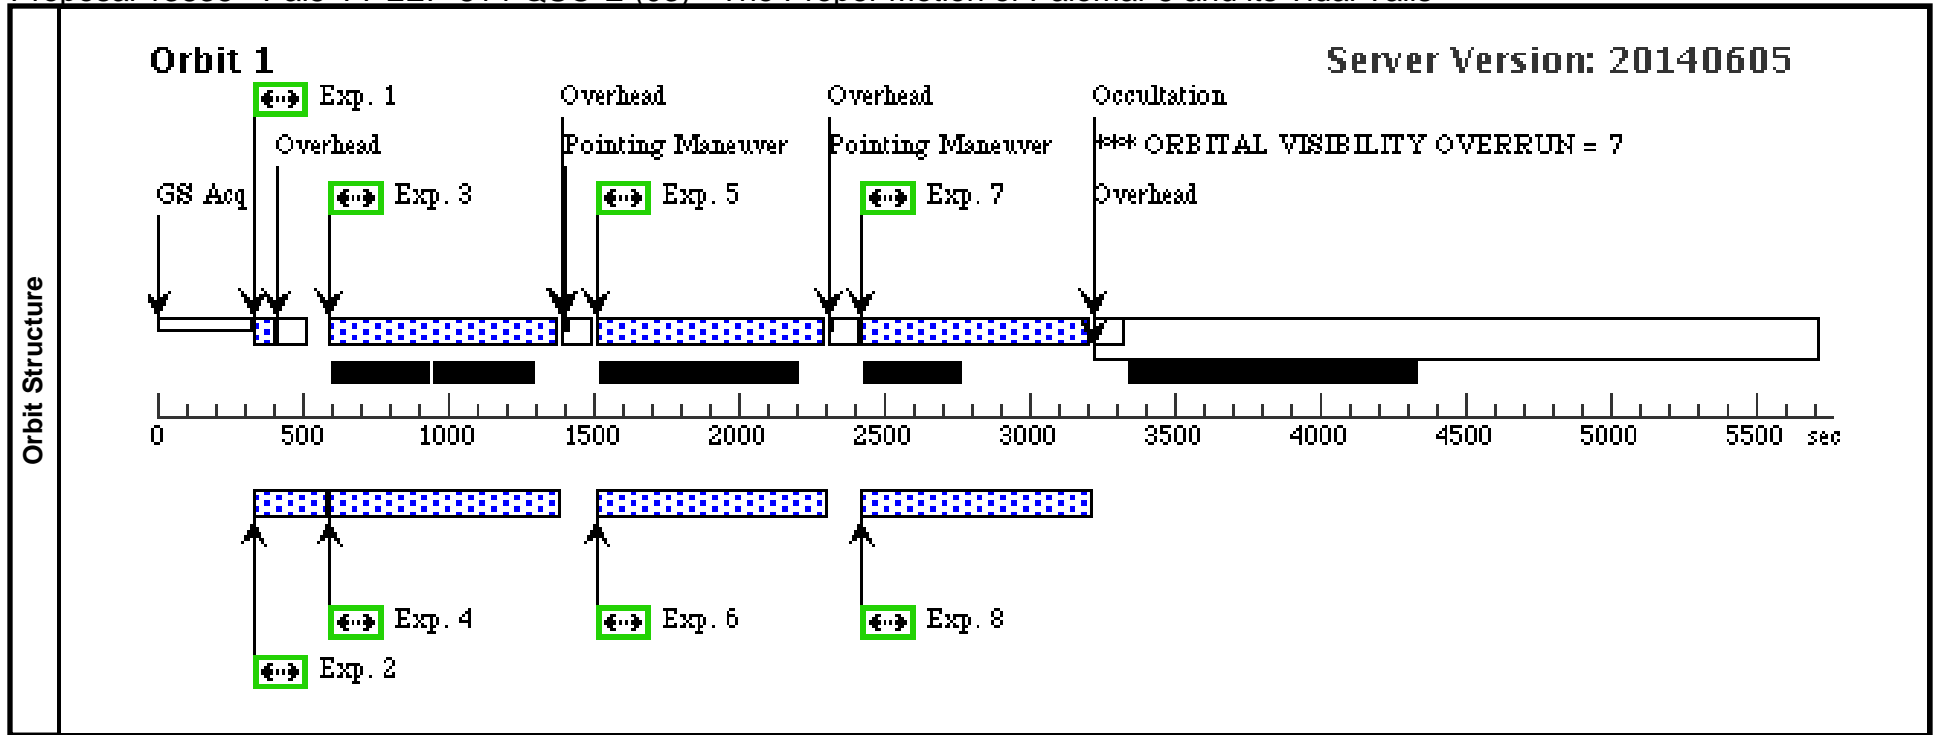 Orbit 1
Server Version: 20140605
Exp. 1
Overhead
Overhead
Occultation
Overhead
Pointing Maneuver
Pointing Maneuver
*** ORBITAL VISIBILITY OVERRUN = 7
GS Acq
Exp. 3
Exp. 5
Exp. 7
Overhead
Orbit Structure
0 500 1000 1500 2000 2500 3000 3500 4000 4500 5000 5500 sec
Exp. 4
Exp. 6
Exp. 8
Exp. 2